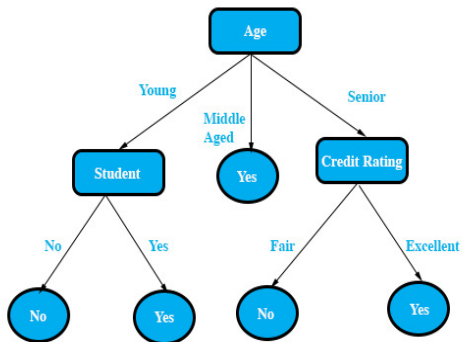 Age
Young
Middle
Aged
Senior
Student
Yes
Credit Rating
No
Yes
Fair
Excellent
No
Yes
No
Yes